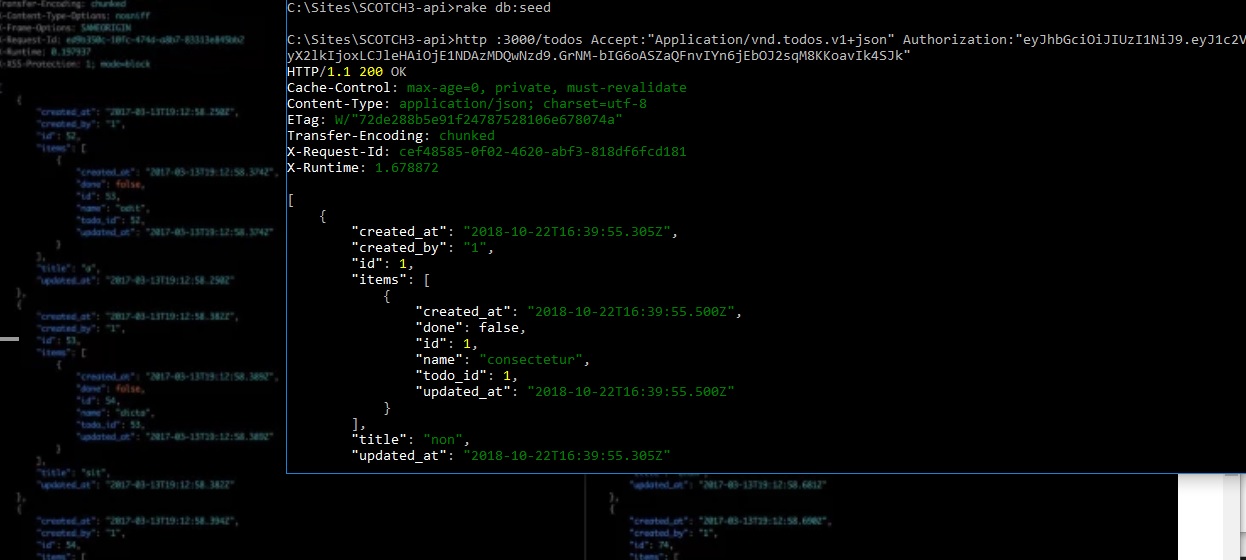 Transfer-Encoding: chunked
X-Content-Type-Options: nosniff
X-Frame-Options: SAMEORIGIN
X-Request-Id:
X-Runtime: 0.197937
X-XSS-Protection: 1; mode=block
[
{
"created_at": "2017-03-13T19:12:58.250Z",
"created_by": "1",
"id": 52,
"items": [
{
"created_at": "2017-03-13T19:12:58.374Z",
"done": false,
"id": 53,
"name": "odit",
"todo_id": 52,
"updated_at": "2017-03-13T19:12:58.374Z"
}
],
"title": "a",
"updated_at": "2017-03-13T19:12:58.250Z"
},
{
"created_at": "2017-03-13T19:12:58.382Z",
"created_by": "1",
"id": 53,
"items": [
{
"created_at": "2017-03-13T19:12:58.389Z",
"done": false,
"id": 54,
"name": "dicta",
"todo_id": 53,
"updated_at": "2017-03-13T19:12:58.389Z"
}
],
"title": "sit",
"updated_at": "2017-03-13T19:12:58.382Z"
},
{
"created_at": "2017-03-13T19:12:58.394Z",
"created_by": "1",
"id": 54,
"items": [
C:\Sites\SCOTCH3-api>rake db:seed
C:\Sites\SCOTCH3-api>http :3000/todos Accept:"Application/vnd.todos.v1+json" Authorization:"eyJhbGciOiJIUzI1NiJ9.eyJ1c2V
yX2lkIjoxLCJleHAiOjE1NDAzMDQwNzd9.GrNM-bIG6oASZaQFnvIYn6jEbOJ2sqM8KKoavIk4SJk"
HTTP/1.1 200 OK
Cache-Control: max-age=0, private, must-revalidate
Content-Type: application/json; charset=utf-8
ETag: W/"72de288b5e91f24787528106e678074a"
Transfer-Encoding: chunked
X-Request-Id: cef48585-0f02-4620-abf3-818df6fcd181
X-Runtime: 1.678872
[
{
"created_at": "2018-10-22T16:39:55.305Z",
"created_by": "1",
"id": 1,
"items": [
{
"created_at": "2018-10-22T16:39:55.500Z",
"done": false,
"id": 1,
"name": "consectetur",
"todo_id": 1,
"updated_at": "2018-10-22T16:39:55.500Z"
}
],
"title": "non",
"updated_at": "2018-10-22T16:39:55.305Z"
"updated_at": "2017-03-13T19:12:58.681Z"
},
{
"created_at": "2017-03-13T19:12:58.690Z",
"created_by": "1",
"id": 74,
"items": [